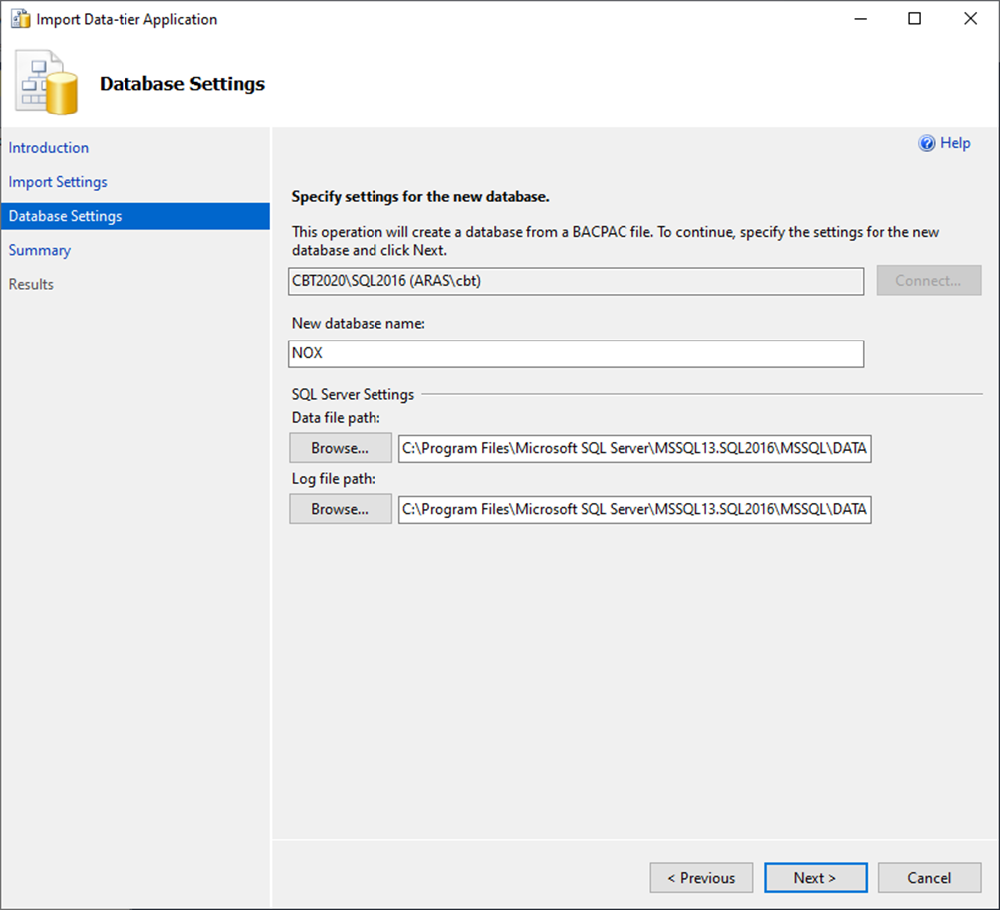 Import Data-tier Application
Database Settings
Introduction
Import Settings
Database Settings
Summary
Results
Help
Specify settings for the new database.
This operation will create a database from a BACPAC file. To continue, specify the settings for the new
database and click Next.
CBT2020\SQL2016 (ARAS\cbt)
Connect...
New database name:
NOX
SQL Server Settings
Data file path:
Browse...
C:\Program Files\Microsoft SQL Server\MSSQL13.SQL2016\MSSQL\DATA
Log file path:
Browse...
C:\Program Files\Microsoft SQL Server\MSSQL13.SQL2016\MSSQL\DATA
< Previous
Next >
Cancel